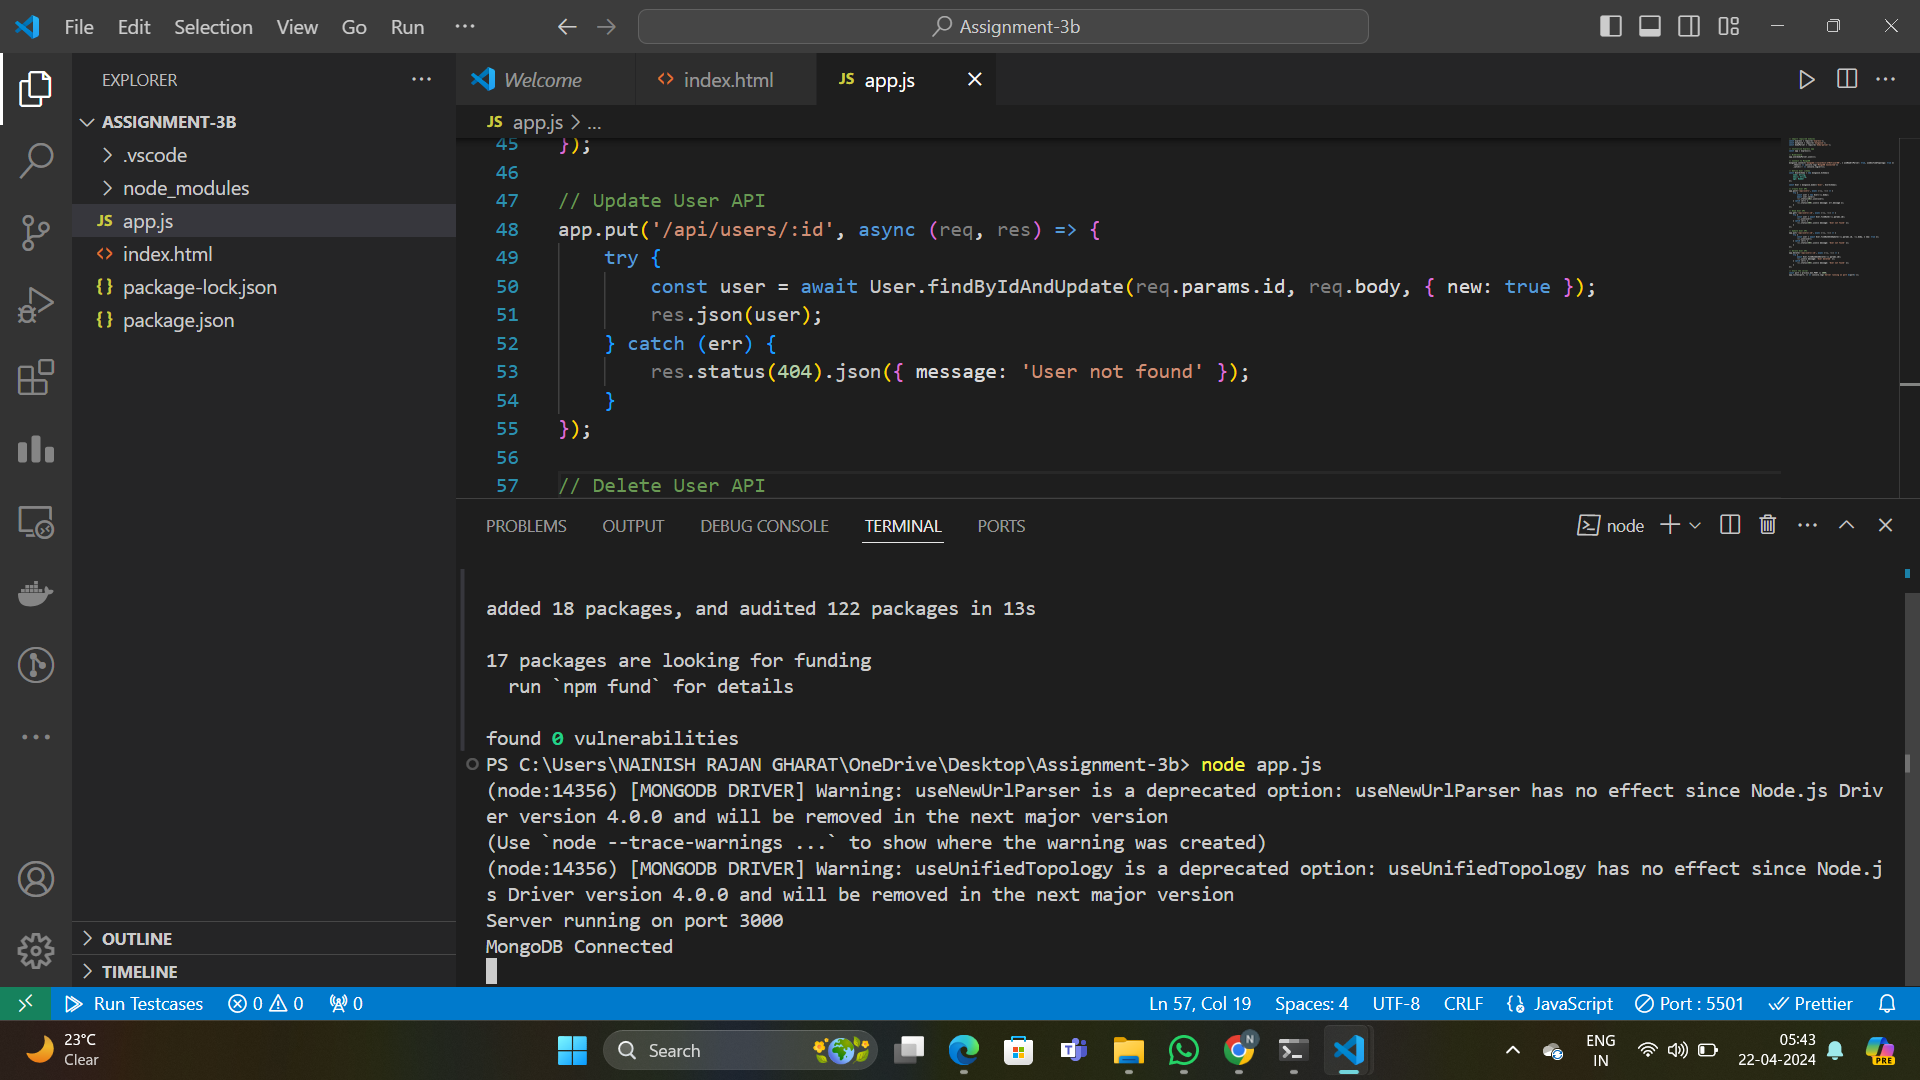 File Edit Selection View Go Run ...
Assignment-3b
EXPLORER
Welcome
index.html
JS app.js
ASSIGNMENT-3B
.vscode
node_modules
JS app.js
index.html
{} package-lock.json
{} package.json
OUTLINE
TIMELINE
JS app.js > ...
45 });
46
47 // Update User API
48 app.put('/api/users/:id', async (req, res) => {
49 try {
50 const user = await User.findByIdAndUpdate(req.params.id, req.body, { new: true });
51 res.json(user);
52 } catch (err) {
53 res.status(404).json({ message: 'User not found' });
54 }
55 });
56
57 // Delete User API
PROBLEMS OUTPUT DEBUG CONSOLE TERMINAL PORTS
node
added 18 packages, and audited 122 packages in 13s
17 packages are looking for funding
run `npm fund` for details
found 0 vulnerabilities
PS C:\Users\NAINISH RAJAN GHARAT\OneDrive\Desktop\Assignment-3b> node app.js
(node:14356) [MONGODB DRIVER] Warning: useNewUrlParser is a deprecated option: useNewUrlParser has no effect since Node.js Driv
er version 4.0.0 and will be removed in the next major version
(Use `node --trace-warnings ...` to show where the warning was created)
(node:14356) [MONGODB DRIVER] Warning: useUnifiedTopology is a deprecated option: useUnifiedTopology has no effect since Node.j
s Driver version 4.0.0 and will be removed in the next major version
Server running on port 3000
MongoDB Connected
Run Testcases 0 0 0
Ln 57, Col 19 Spaces: 4 UTF-8 CRLF {} JavaScript Port : 5501 Prettier
23°C
Clear
Search
N
ENG
IN
05:43
22-04-2024
PRE